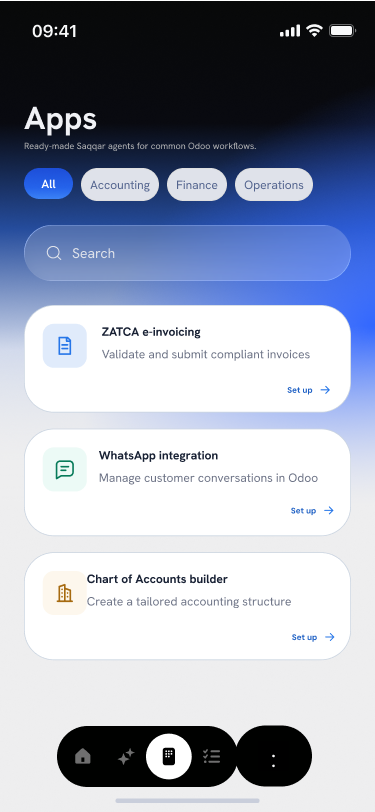 09:41
Apps
Ready-made Saqqar agents for common Odoo workflows.
All Accounting Finance Operations
Search
ZATCA e-invoicing
Validate and submit compliant invoices
Set up
WhatsApp integration
Manage customer conversations in Odoo
Set up
Chart of Accounts builder
Create a tailored accounting structure
Set up